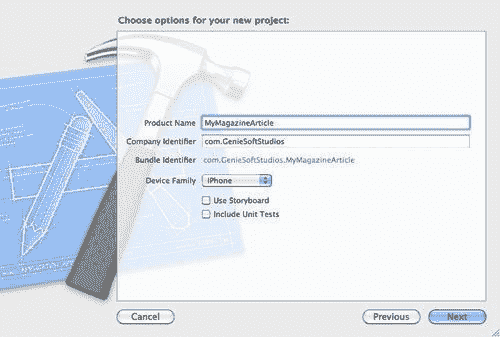 Choose options for your new project:
Product Name MyMagazineArticle
Company Identifier com.GenieSoftStudios
Bundle Identifier com.GenieSoftStudios.MyMagazineArticle
Device Family iPhone
Use Storyboard
Include Unit Tests
Cancel Previous Next